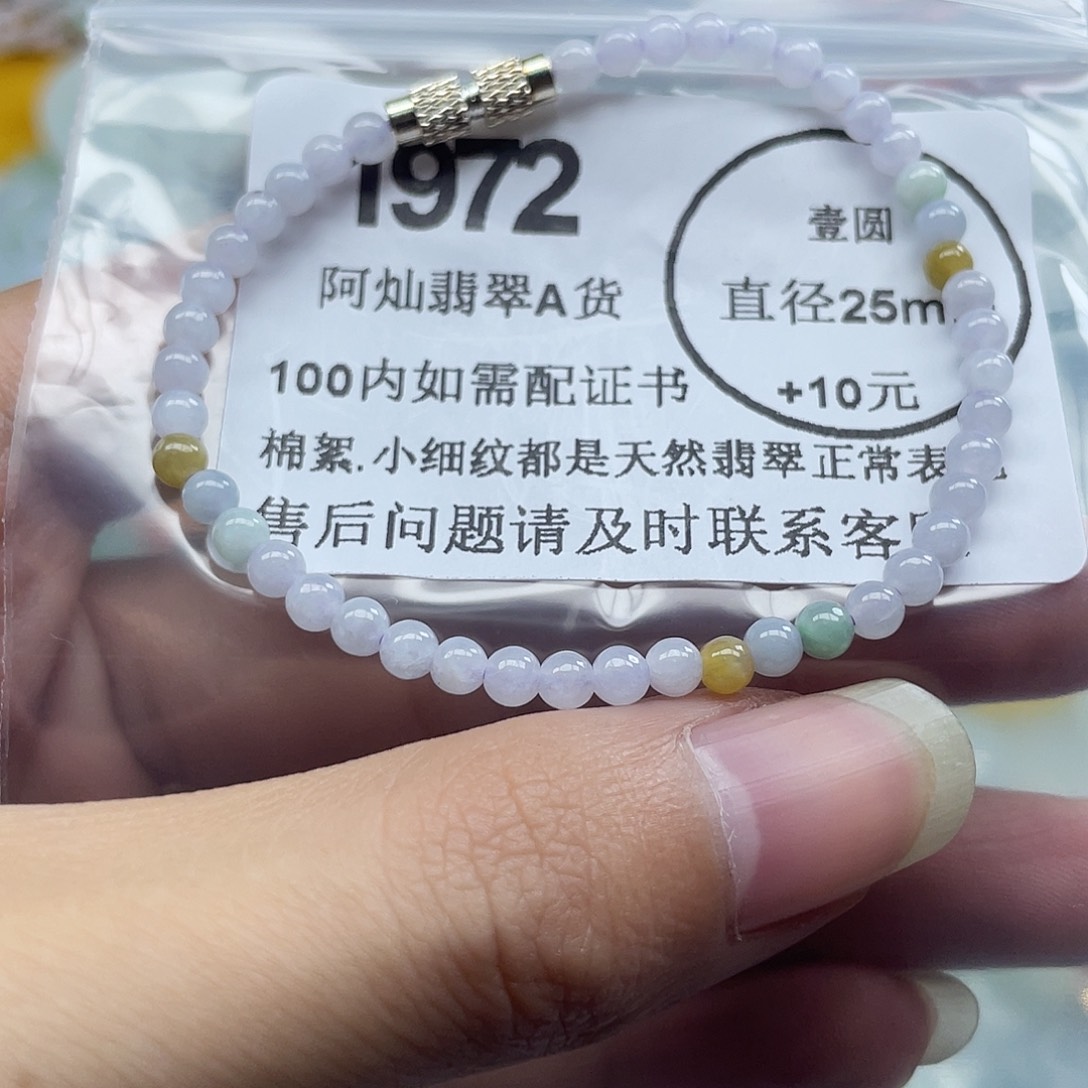 1972
阿灿翡翠A货
100内如需配证书
+10元
棉絮.小细纹都是天然翡翠正常表
售后问题请及时联系客
壹圆
直径25m